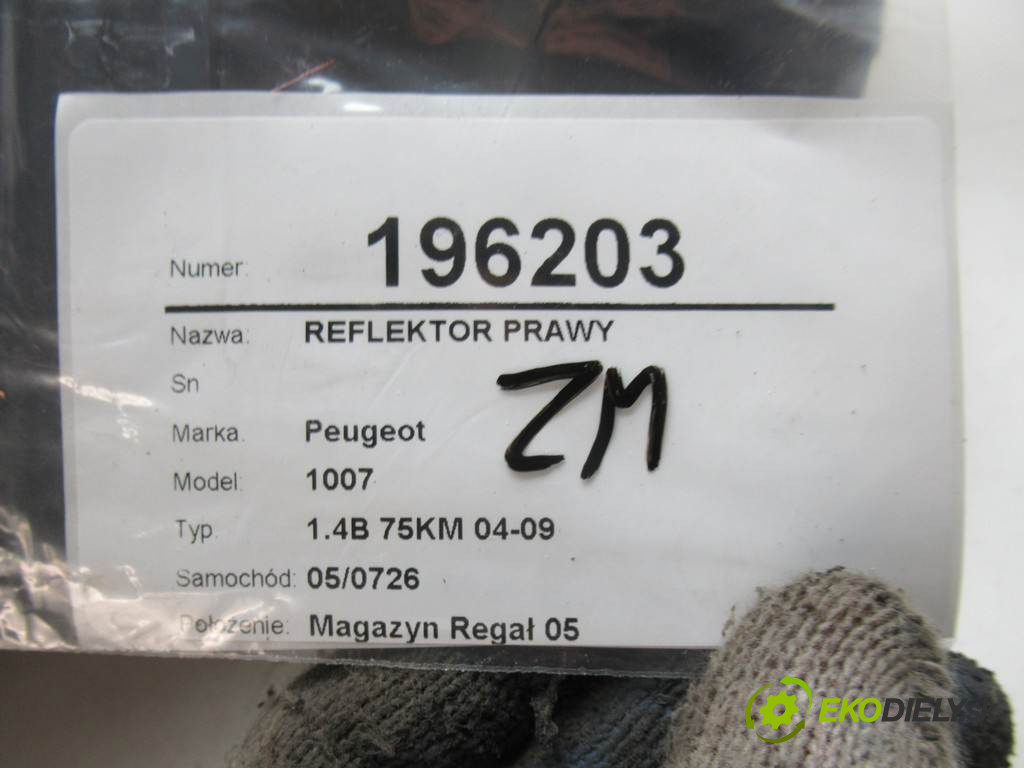 Numer: 196203
Nazwa: REFLEKTOR PRAWY
Sn
ZM
Marka. Peugeot
Model: 1007
Typ. 1.4B 75KM 04-09
Samochód: 05/0726
Położenie: Magazyn Regał 05
EKODIELY